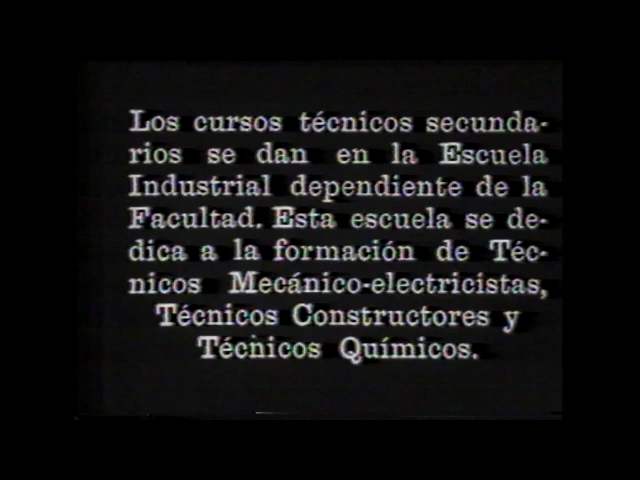 Los cursos técnicos secunda-
rios se dan en la Escuela
Industrial dependiente de la
Facultad. Esta escuela se de-
dica a la formación de Téc-
nicos Mecánico-electricistas,
Técnicos Constructores y
Técnicos Químicos.